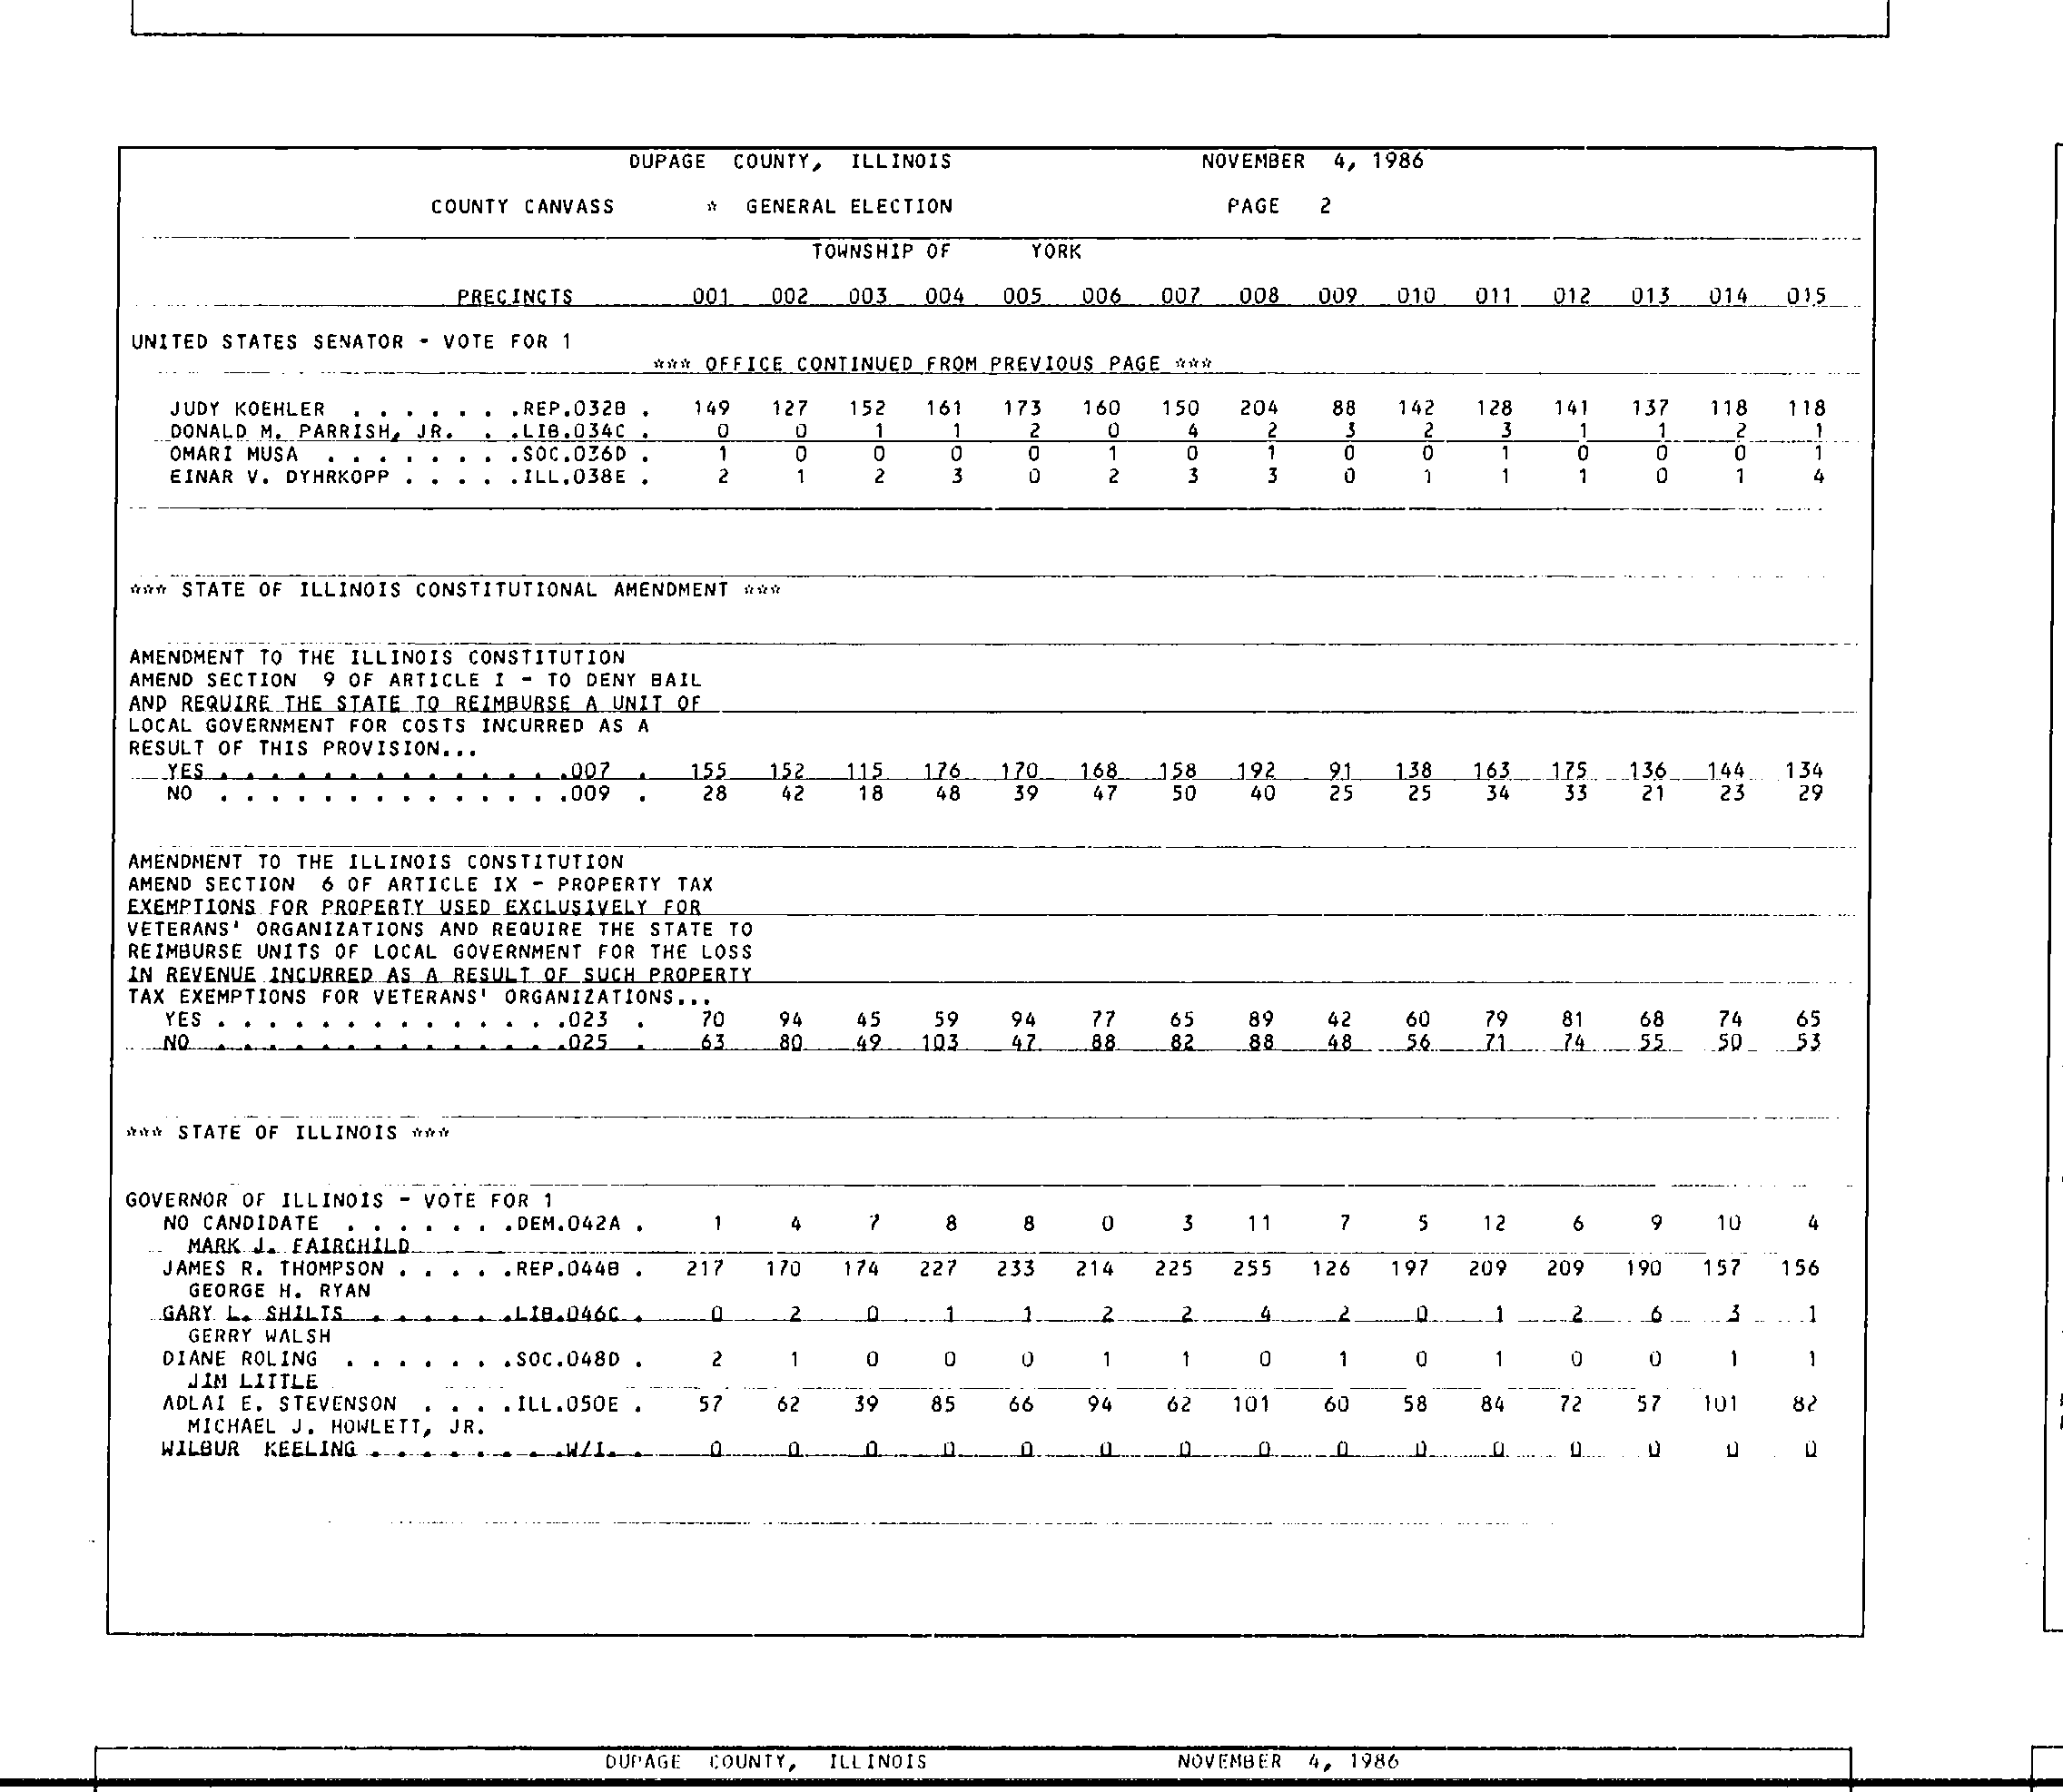 DUPAGE COUNTY, ILLINOIS NOVEMBER 4, 1986
COUNTY CANVASS * GENERAL ELECTION PAGE 2
TOWNSHIP OF YORK
PRECINCTS 001 002 003 004 005 006 007 008 009 010 011 012 013 014 015
UNITED STATES SENATOR - VOTE FOR 1
*** OFFICE CONTINUED FROM PREVIOUS PAGE ***
JUDY KOEHLER . . . . . . .REP.032B . 149 127 152 161 173 160 150 204 88 142 128 141 137 118 118
DONALD M. PARRISH, JR. . .LIB.034C . 0 0 1 1 2 0 4 2 3 2 3 1 1 2 1
OMARI MUSA . . . . . . . .SOC.036D . 1 0 0 0 0 1 0 1 0 0 1 0 0 0 1
EINAR V. DYHRKOPP . . . . .ILL.038E . 2 1 2 3 0 2 3 3 0 1 1 1 0 1 4
*** STATE OF ILLINOIS CONSTITUTIONAL AMENDMENT ***
AMENDMENT TO THE ILLINOIS CONSTITUTION
AMEND SECTION 9 OF ARTICLE I - TO DENY BAIL
AND REQUIRE THE STATE TO REIMBURSE A UNIT OF
LOCAL GOVERNMENT FOR COSTS INCURRED AS A
RESULT OF THIS PROVISION...
YES . . . . . . . . . . . . . .007 . 155 152 115 176 170 168 158 192 91 138 163 175 136 144 134
NO . . . . . . . . . . . . . .009 . 28 42 18 48 39 47 50 40 25 25 34 33 21 23 29
AMENDMENT TO THE ILLINOIS CONSTITUTION
AMEND SECTION 6 OF ARTICLE IX - PROPERTY TAX
EXEMPTIONS FOR PROPERTY USED EXCLUSIVELY FOR
VETERANS' ORGANIZATIONS AND REQUIRE THE STATE TO
REIMBURSE UNITS OF LOCAL GOVERNMENT FOR THE LOSS
IN REVENUE INCURRED AS A RESULT OF SUCH PROPERTY
TAX EXEMPTIONS FOR VETERANS' ORGANIZATIONS...
YES . . . . . . . . . . . . . .023 . 70 94 45 59 94 77 65 89 42 60 79 81 68 74 65
NO . . . . . . . . . . . . . .025 . 63 80 49 103 47 88 82 88 48 56 71 74 55 50 53
*** STATE OF ILLINOIS ***
GOVERNOR OF ILLINOIS - VOTE FOR 1
NO CANDIDATE . . . . . . .DEM.042A . 1 4 7 8 8 0 3 11 7 5 12 6 9 10 4
MARK J. FAIRCHILD
JAMES R. THOMPSON . . . . .REP.044B . 217 170 174 227 233 214 225 255 126 197 209 209 190 157 156
GEORGE H. RYAN
GARY L. SHILTS . . . . . .LIB.046C . 0 2 0 1 1 2 2 4 2 0 1 2 6 3 1
GERRY WALSH
DIANE ROLING . . . . . . .SOC.048D . 2 1 0 0 0 1 1 0 1 0 1 0 0 1 1
JIM LITTLE
ADLAI E. STEVENSON . . . .ILL.050E . 57 62 39 85 66 94 62 101 60 58 84 72 57 101 82
MICHAEL J. HOWLETT, JR.
WILBUR KEELING . . . . . . . .W/I. . 0 0 0 0 0 0 0 0 0 0 0 0 0 0 0
DUPAGE COUNTY, ILLINOIS NOVEMBER 4, 1986